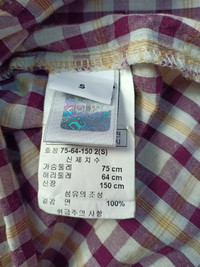 S
호칭 75-64-150 2(S)
신체치수
가슴둘레 75 cm
허리둘레 64 cm
신장 150 cm
섬유의 조성
겉감 면 100%
취급주의 사항